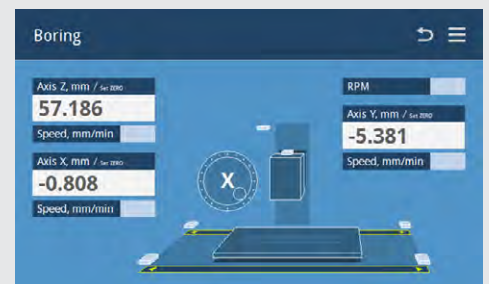 Boring
Axis Z, mm / Set ZERO
57.186
Speed, mm/min
Axis X, mm / Set ZERO
-0.808
Speed, mm/min
X
RPM
Axis Y, mm / Set ZERO
-5.381
Speed, mm/min